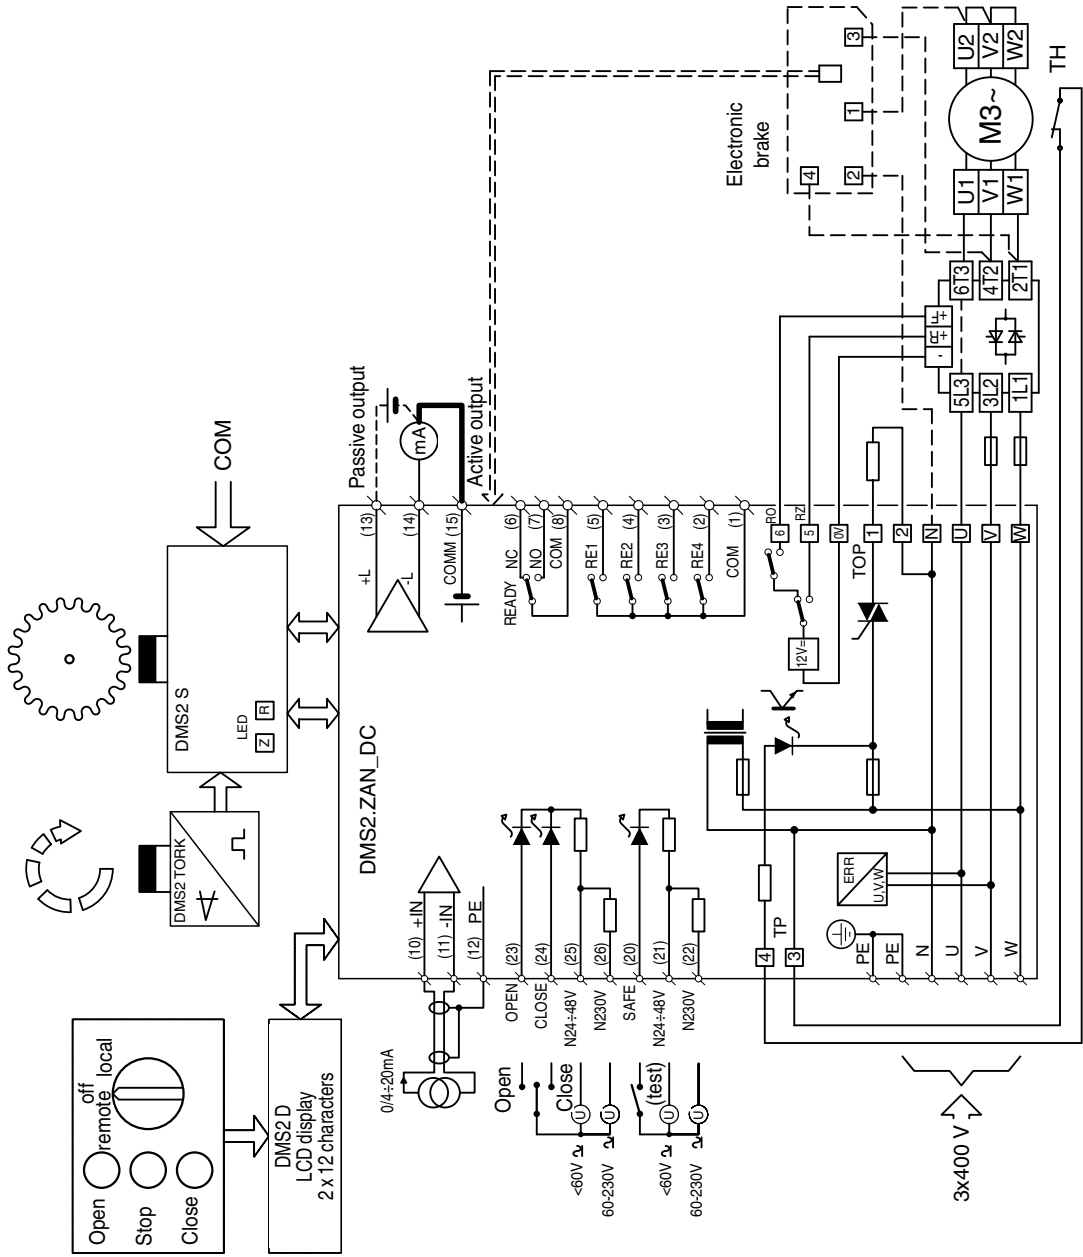 Open
Stop
Close
remote
off
local
DMS2 D
LCD display
2 x 12 characters
DMS2 TORK
DMS2 S
LED
Z
R
COM
DMS2.ZAN_DC
0/4÷20mA
(10) +IN
(11) -IN
(12) PE
OPEN (23)
CLOSE (24)
N24÷48V (25)
N230V (26)
SAFE (20)
N24÷48V (21)
N230V (22)
Open
Close
U
U
<60V
60-230V
(test)
U
U
<60V
60-230V
Passive output
Active output
mA
+L (13)
-L (14)
COMM (15)
READY
NC (6)
NO (7)
COM (8)
RE1 (5)
RE2 (4)
RE3 (3)
RE4 (2)
COM (1)
RO 6
RZ 5
0V
12V=
TOP
1
2
N
U
V
W
TP
4
3
ERR
U,V,W
PE
PE
N
U
V
W
3x400 V
Electronic
brake
3
1
2
4
U2
V2
W2
M3~
U1
V1
W1
TH
6T3
4T2
2T1
-
+R
+F
5L3
3L2
1L1